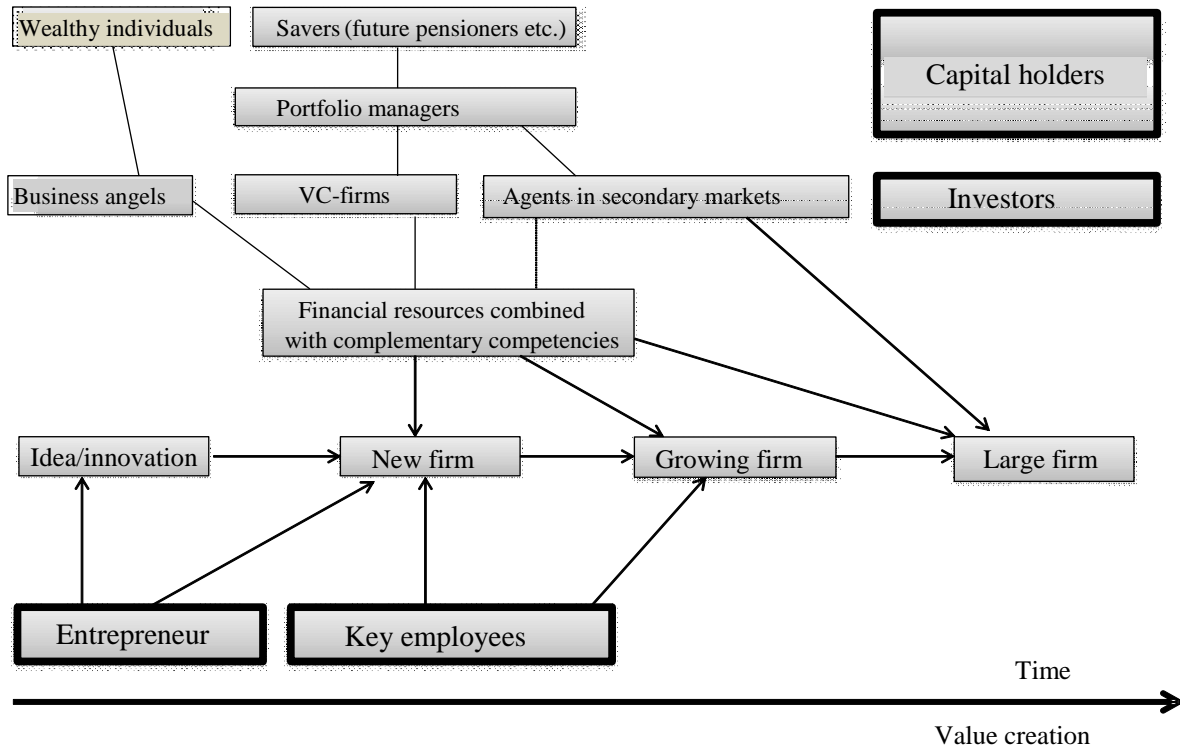 Wealthy individuals
Savers (future pensioners etc.)
Capital holders
Portfolio managers
Business angels
VC-firms
Agents in secondary markets
Investors
Financial resources combined
with complementary competencies
Idea/innovation
New firm
Growing firm
Large firm
Entrepreneur
Key employees
Time
Value creation